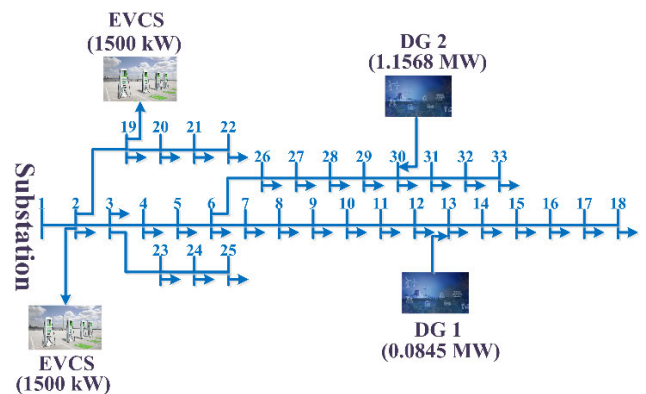 EVCS
(1500 kW)
DG 2
(1.1568 MW)
19 20 21 22
26 27 28 29 30 31 32 33
Substation
1 2 3 4 5 6 7 8 9 10 11 12 13 14 15 16 17 18
23 24 25
EVCS
(1500 kW)
DG 1
(0.0845 MW)